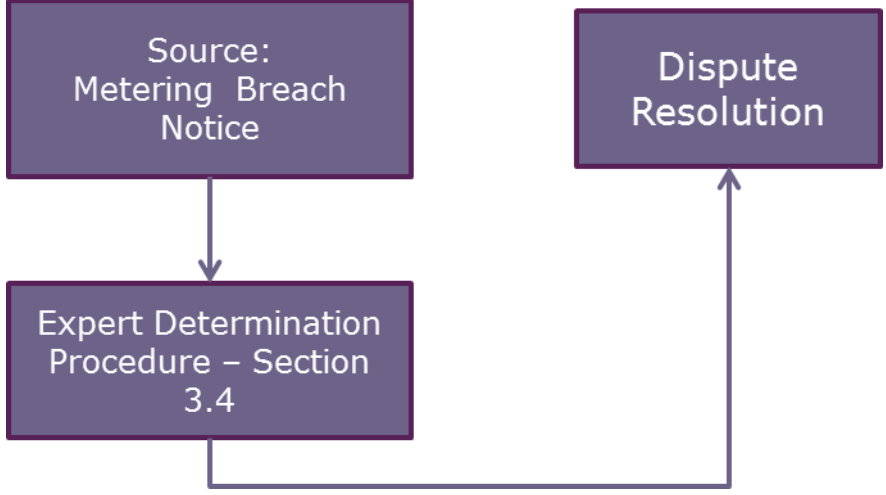 Source:
Metering  Breach
Notice
Expert Determination
Procedure – Section
3.4
Dispute
Resolution